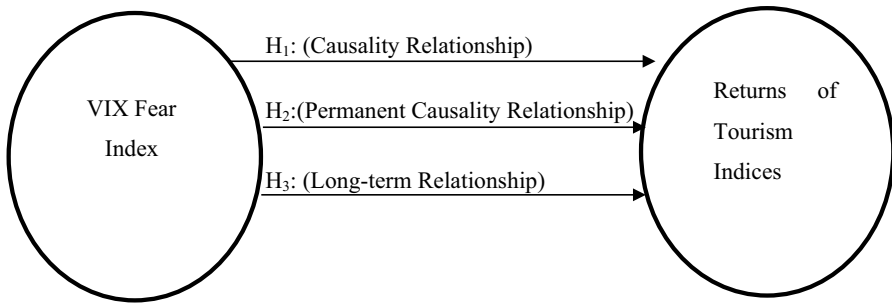 H₁: (Causality Relationship)
VIX Fear
Index
H₂:(Permanent Causality Relationship)
H₃: (Long-term Relationship)
Returns of
Tourism
Indices